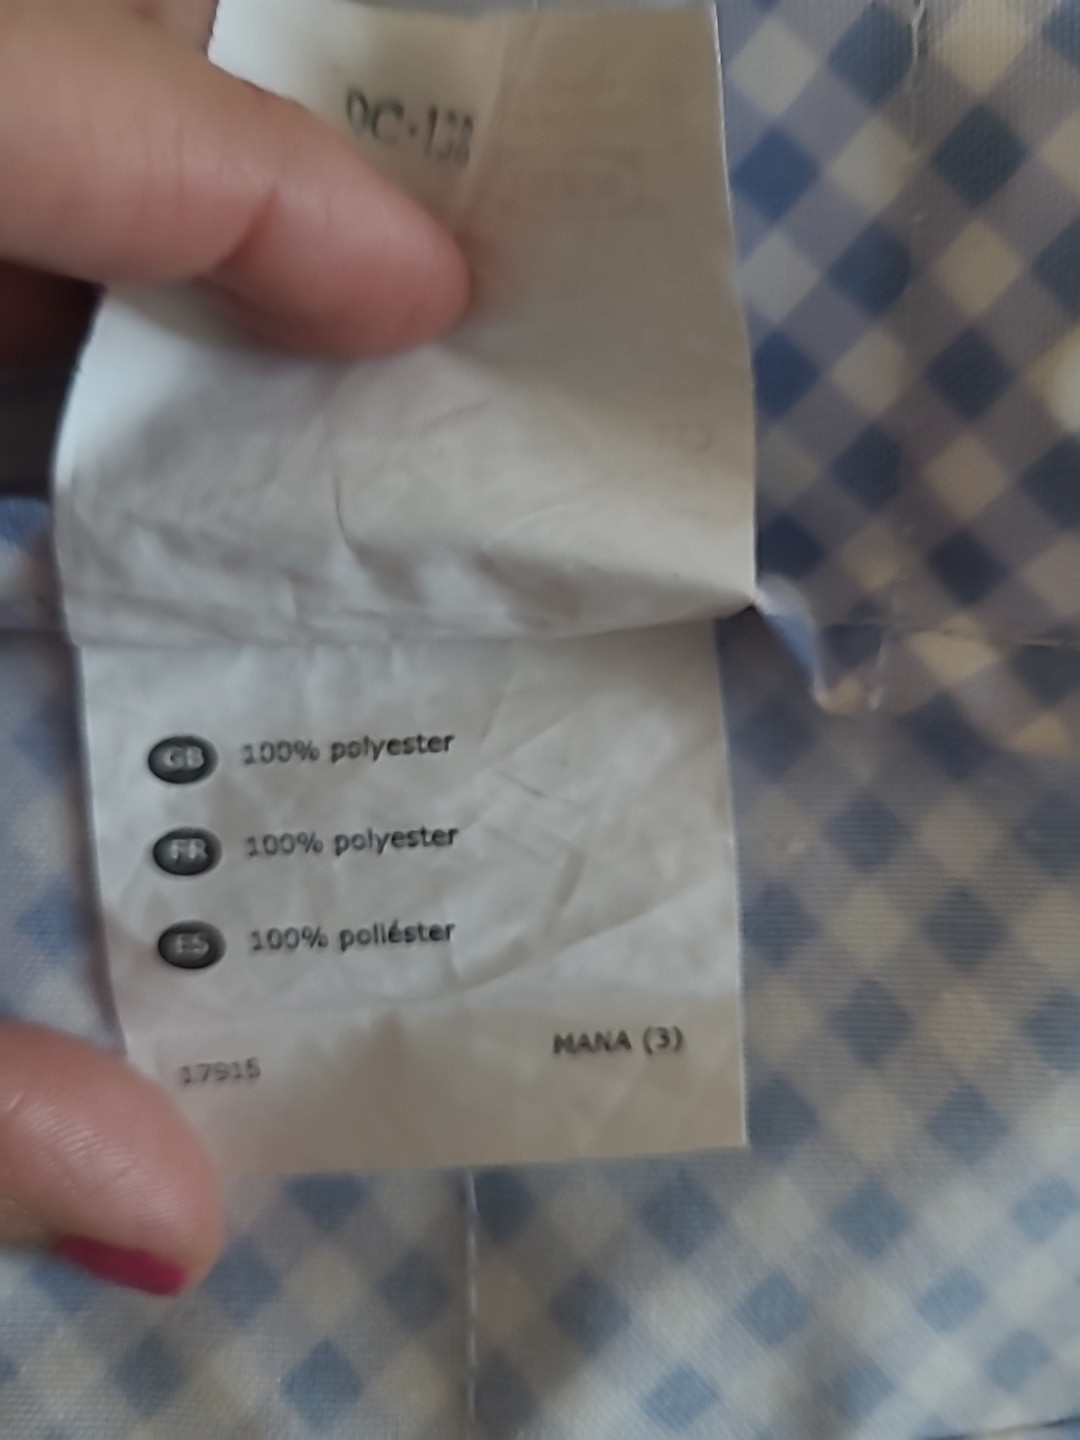 GB 100% polyester
FR 100% polyester
ES 100% poliéster
17915 MANA (3)